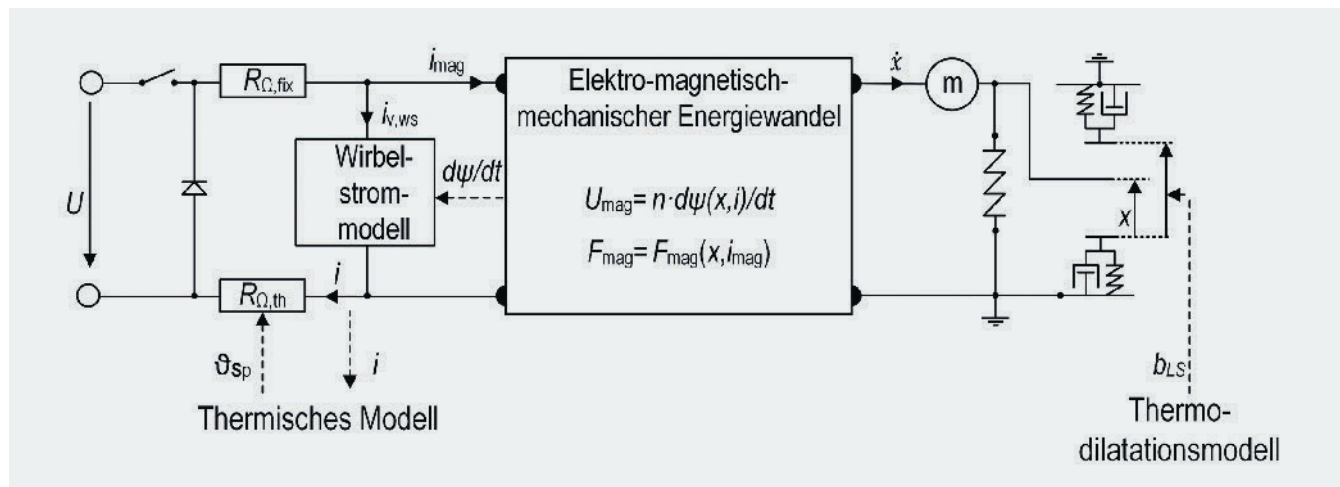 R_Ω,fix
i_mag
Elektro-magnetisch-
mechanischer Energiewandel
ẋ
m
i_v,ws
Wirbel-
strom-
modell
dψ/dt
U
U_mag= n·dψ(x,i)/dt
F_mag= F_mag(x,i_mag)
x
i
R_Ω,th
ϑ_Sp
i
b_LS
Thermisches Modell
Thermo-
dilatationsmodell